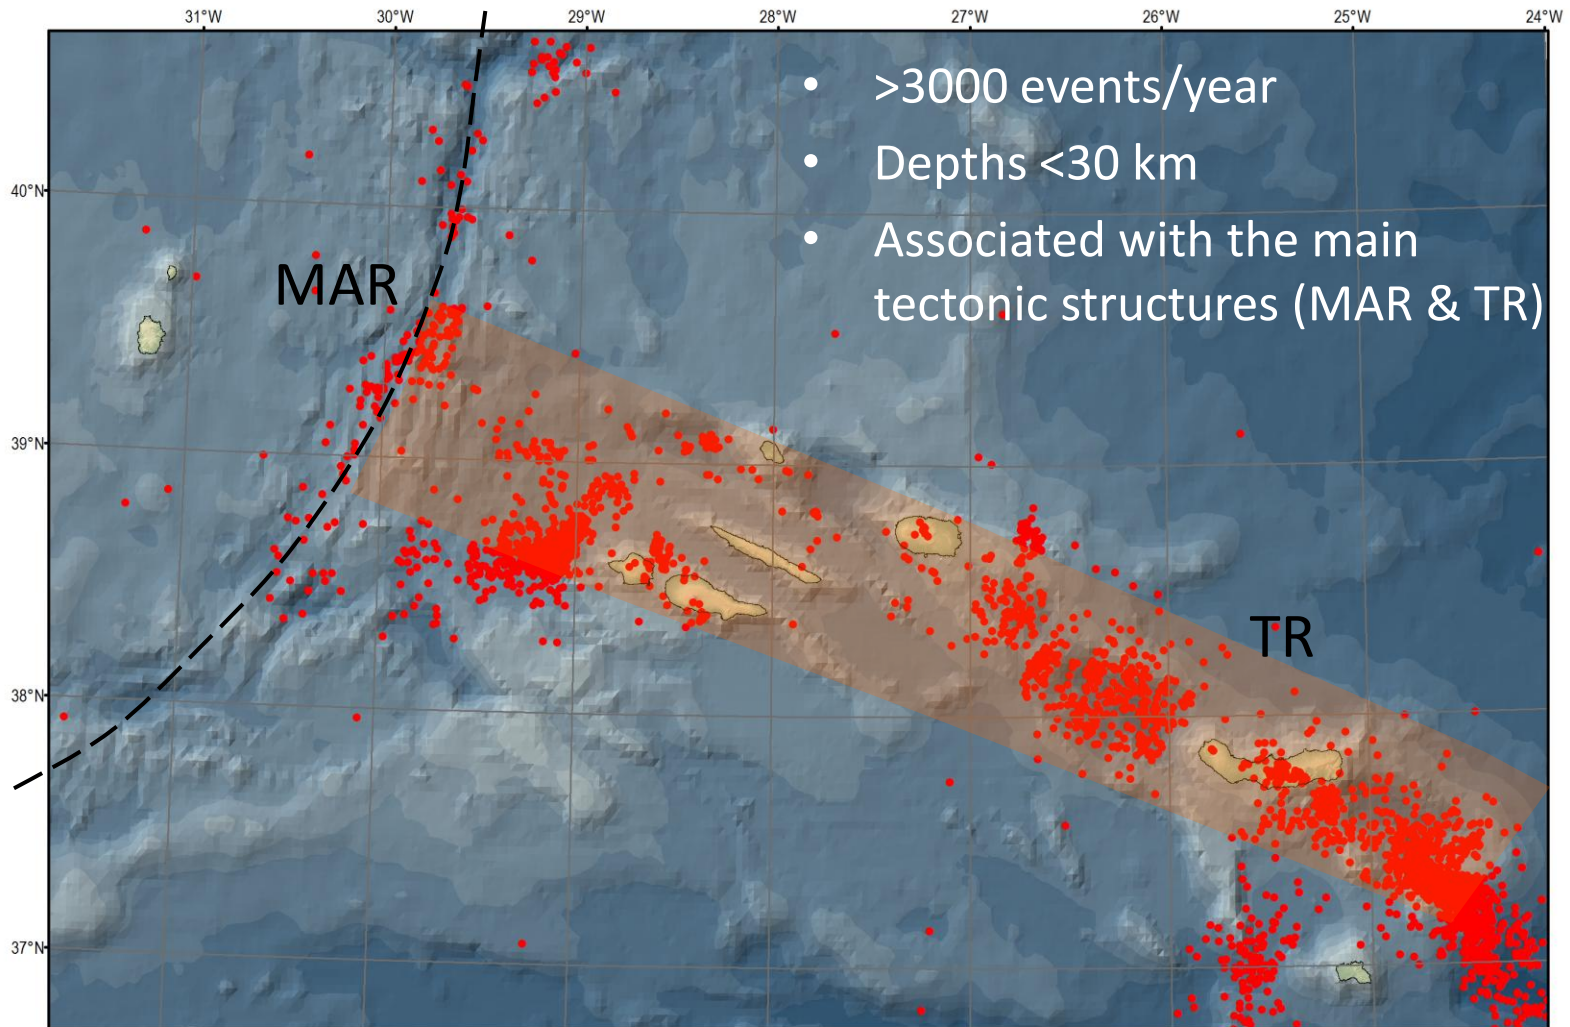 31°W 30°W 29°W 28°W 27°W 26°W 25°W 24°W
• >3000 events/year
• Depths <30 km
• Associated with the main
tectonic structures (MAR & TR)
40°N
MAR
39°N
TR
38°N
37°N